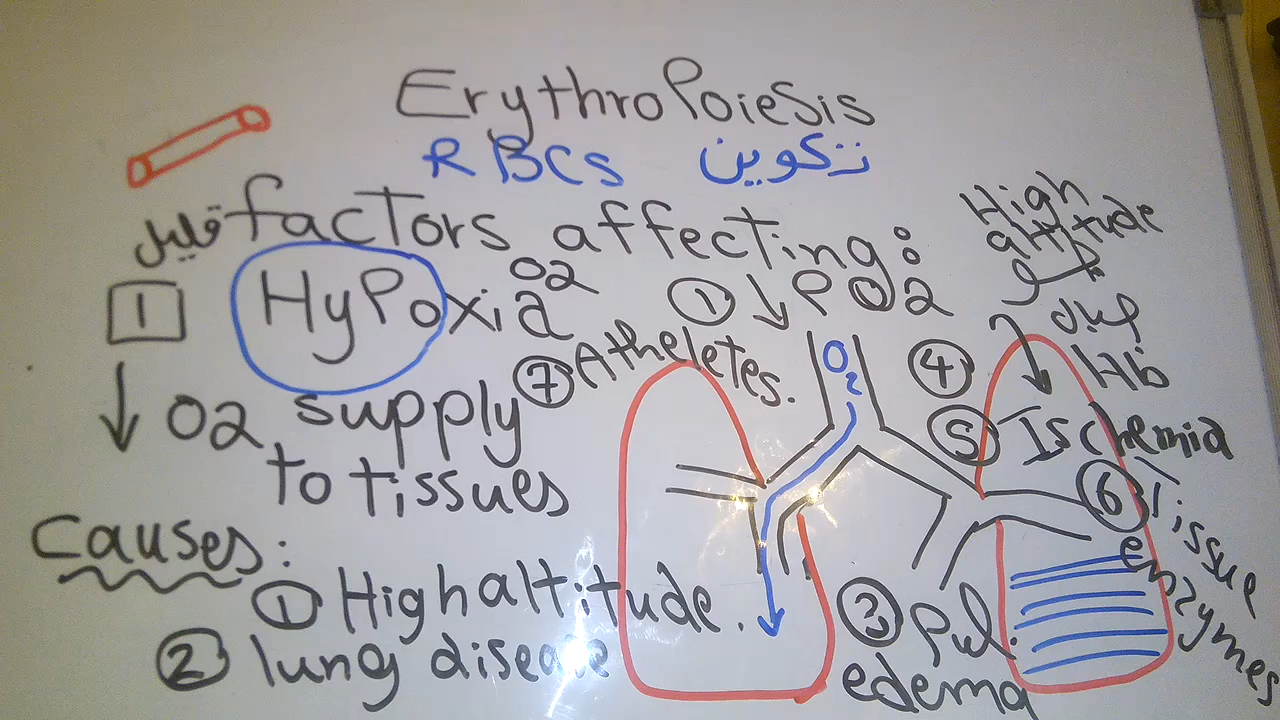 ErythroPoiesis
RBCs تكوين
factors affecting:
قليل
1 HyPoxia O2
↓ O2 supply
to tissues
Causes:
① High altitude.
② lung disease
① ↓ PO2
⑦ Atheletes.
O2
③ Pul.
edema
High
altitude
④
Hb
⑤ Ischemia
⑥ Tissue
enzymes